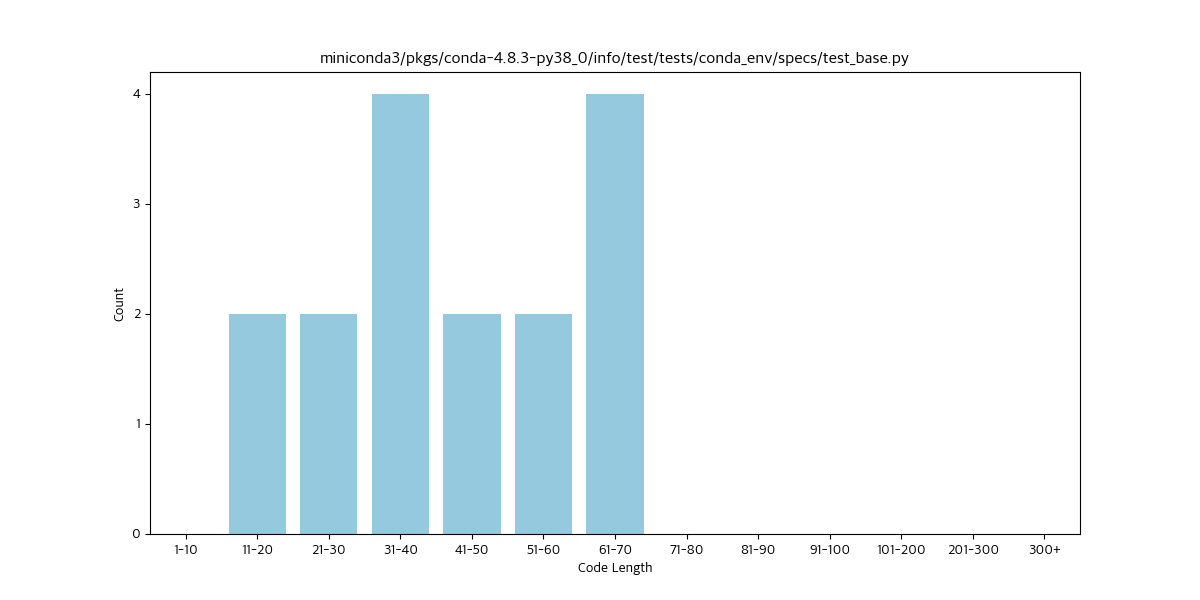 miniconda3/pkgs/conda-4.8.3-py38_0/info/test/tests/conda_env/specs/test_base.py
4
3
2
1
0
Count
1-10 11-20 21-30 31-40 41-50 51-60 61-70 71-80 81-90 91-100 101-200 201-300 300+
Code Length